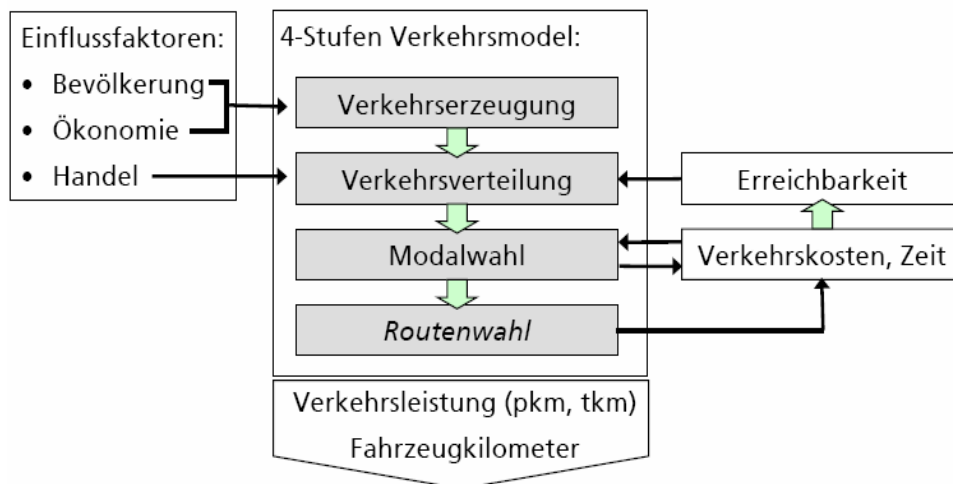 Einflussfaktoren:
• Bevölkerung
• Ökonomie
• Handel
4-Stufen Verkehrsmodel:
Verkehrserzeugung
Verkehrsverteilung
Modalwahl
Routenwahl
Erreichbarkeit
Verkehrskosten, Zeit
Verkehrsleistung (pkm, tkm)
Fahrzeugkilometer